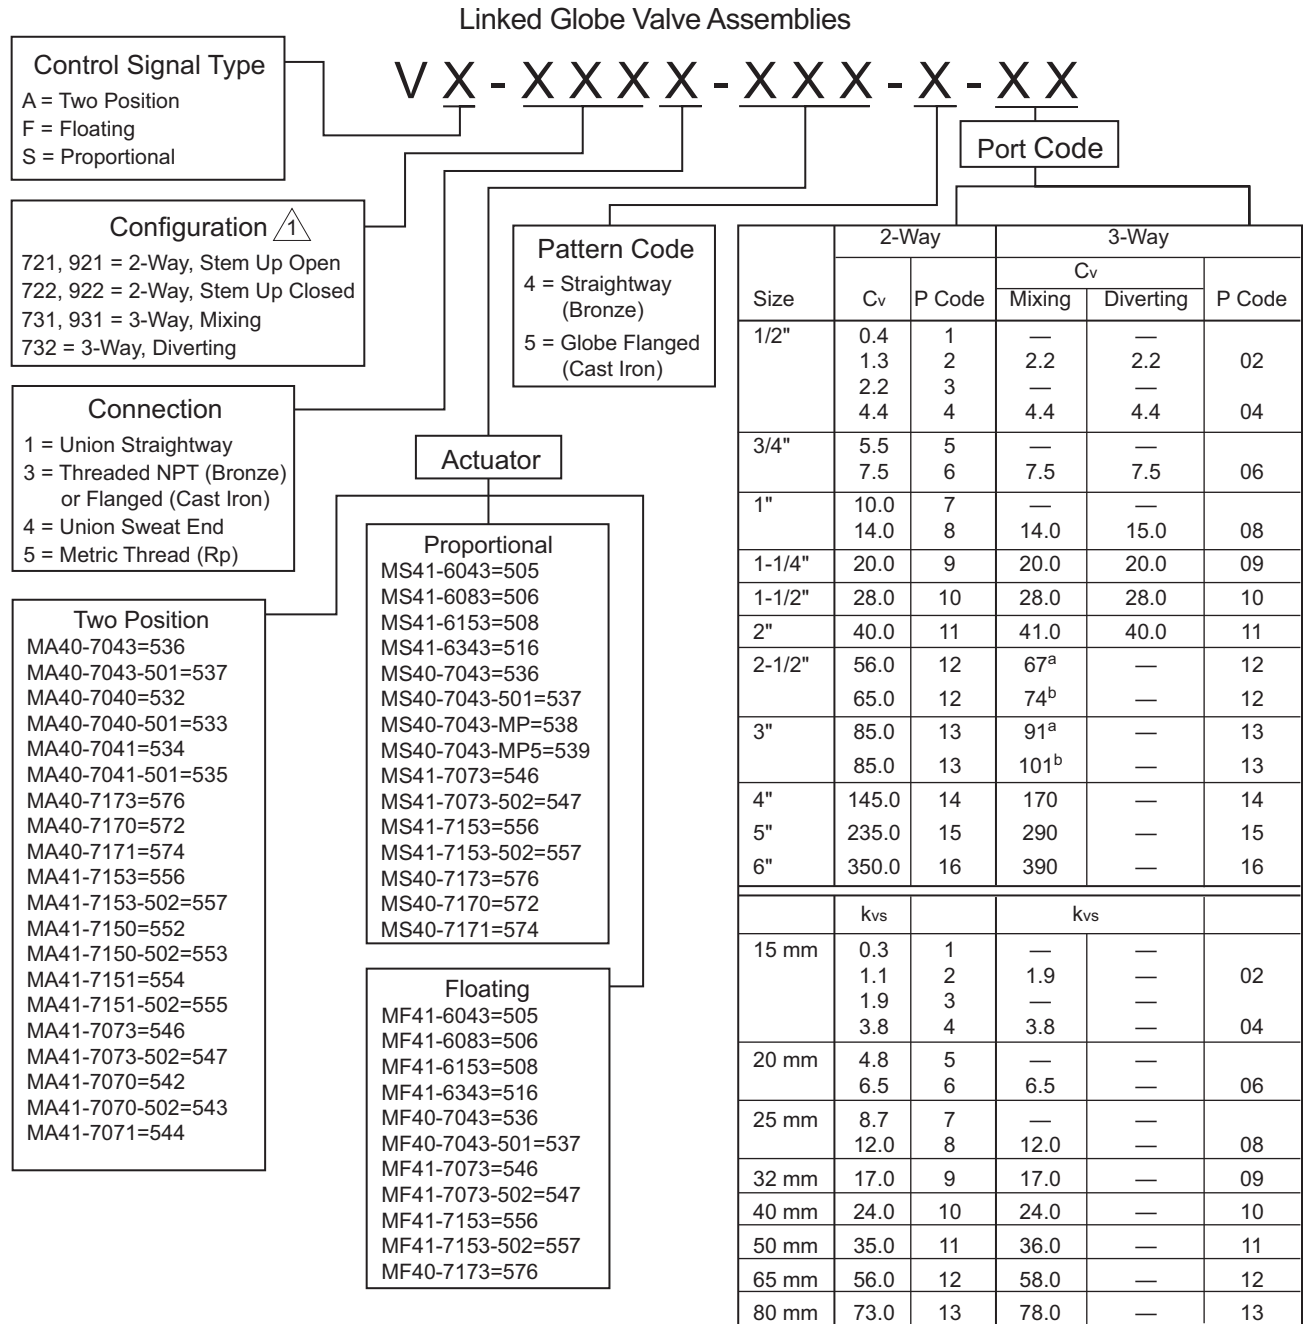 Linked Globe Valve Assemblies
V X - X X X X - X X X - X - X X
Control Signal Type
A = Two Position
F = Floating
S = Proportional
Configuration 1
721, 921 = 2-Way, Stem Up Open
722, 922 = 2-Way, Stem Up Closed
731, 931 = 3-Way, Mixing
732 = 3-Way, Diverting
Connection
1 = Union Straightway
3 = Threaded NPT (Bronze)
or Flanged (Cast Iron)
4 = Union Sweat End
5 = Metric Thread (Rp)
Pattern Code
4 = Straightway
(Bronze)
5 = Globe Flanged
(Cast Iron)
Actuator
Two Position
MA40-7043=536
MA40-7043-501=537
MA40-7040=532
MA40-7040-501=533
MA40-7041=534
MA40-7041-501=535
MA40-7173=576
MA40-7170=572
MA40-7171=574
MA41-7153=556
MA41-7153-502=557
MA41-7150=552
MA41-7150-502=553
MA41-7151=554
MA41-7151-502=555
MA41-7073=546
MA41-7073-502=547
MA41-7070=542
MA41-7070-502=543
MA41-7071=544
Proportional
MS41-6043=505
MS41-6083=506
MS41-6153=508
MS41-6343=516
MS40-7043=536
MS40-7043-501=537
MS40-7043-MP=538
MS40-7043-MP5=539
MS41-7073=546
MS41-7073-502=547
MS41-7153=556
MS41-7153-502=557
MS40-7173=576
MS40-7170=572
MS40-7171=574
Floating
MF41-6043=505
MF41-6083=506
MF41-6153=508
MF41-6343=516
MF40-7043=536
MF40-7043-501=537
MF41-7073=546
MF41-7073-502=547
MF41-7153=556
MF41-7153-502=557
MF40-7173=576
Port Code
2-Way 3-Way
Cv
Size Cv P Code Mixing Diverting P Code
1/2" 0.4 1 — —
1.3 2 2.2 2.2 02
2.2 3 — —
4.4 4 4.4 4.4 04
3/4" 5.5 5 — —
7.5 6 7.5 7.5 06
1" 10.0 7 — —
14.0 8 14.0 15.0 08
1-1/4" 20.0 9 20.0 20.0 09
1-1/2" 28.0 10 28.0 28.0 10
2" 40.0 11 41.0 40.0 11
2-1/2" 56.0 12 67a — 12
65.0 12 74b — 12
3" 85.0 13 91a — 13
85.0 13 101b — 13
4" 145.0 14 170 — 14
5" 235.0 15 290 — 15
6" 350.0 16 390 — 16
kvs kvs
15 mm 0.3 1 — —
1.1 2 1.9 — 02
1.9 3 — —
3.8 4 3.8 — 04
20 mm 4.8 5 — —
6.5 6 6.5 — 06
25 mm 8.7 7 — —
12.0 8 12.0 — 08
32 mm 17.0 9 17.0 — 09
40 mm 24.0 10 24.0 — 10
50 mm 35.0 11 36.0 — 11
65 mm 56.0 12 58.0 — 12
80 mm 73.0 13 78.0 — 13